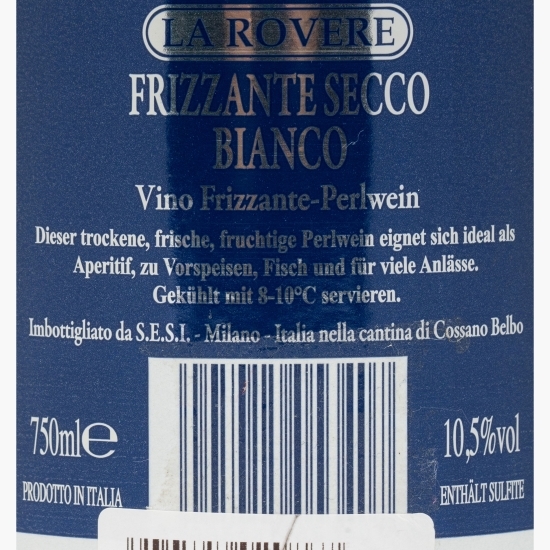 LA ROVERE
FRIZZANTE SECCO
BIANCO
Vino Frizzante-Perlwein
Dieser trockene, frische, fruchtige Perlwein eignet sich ideal als
Aperitif, zu Vorspeisen, Fisch und für viele Anlässe.
Gekühlt mit 8-10°C servieren.
Imbottigliato da S.E.S.I. - Milano - Italia nella cantina di Cossano Belbo
750ml℮ 10,5%vol
PRODOTTO IN ITALIA ENTHÄLT SULFITE